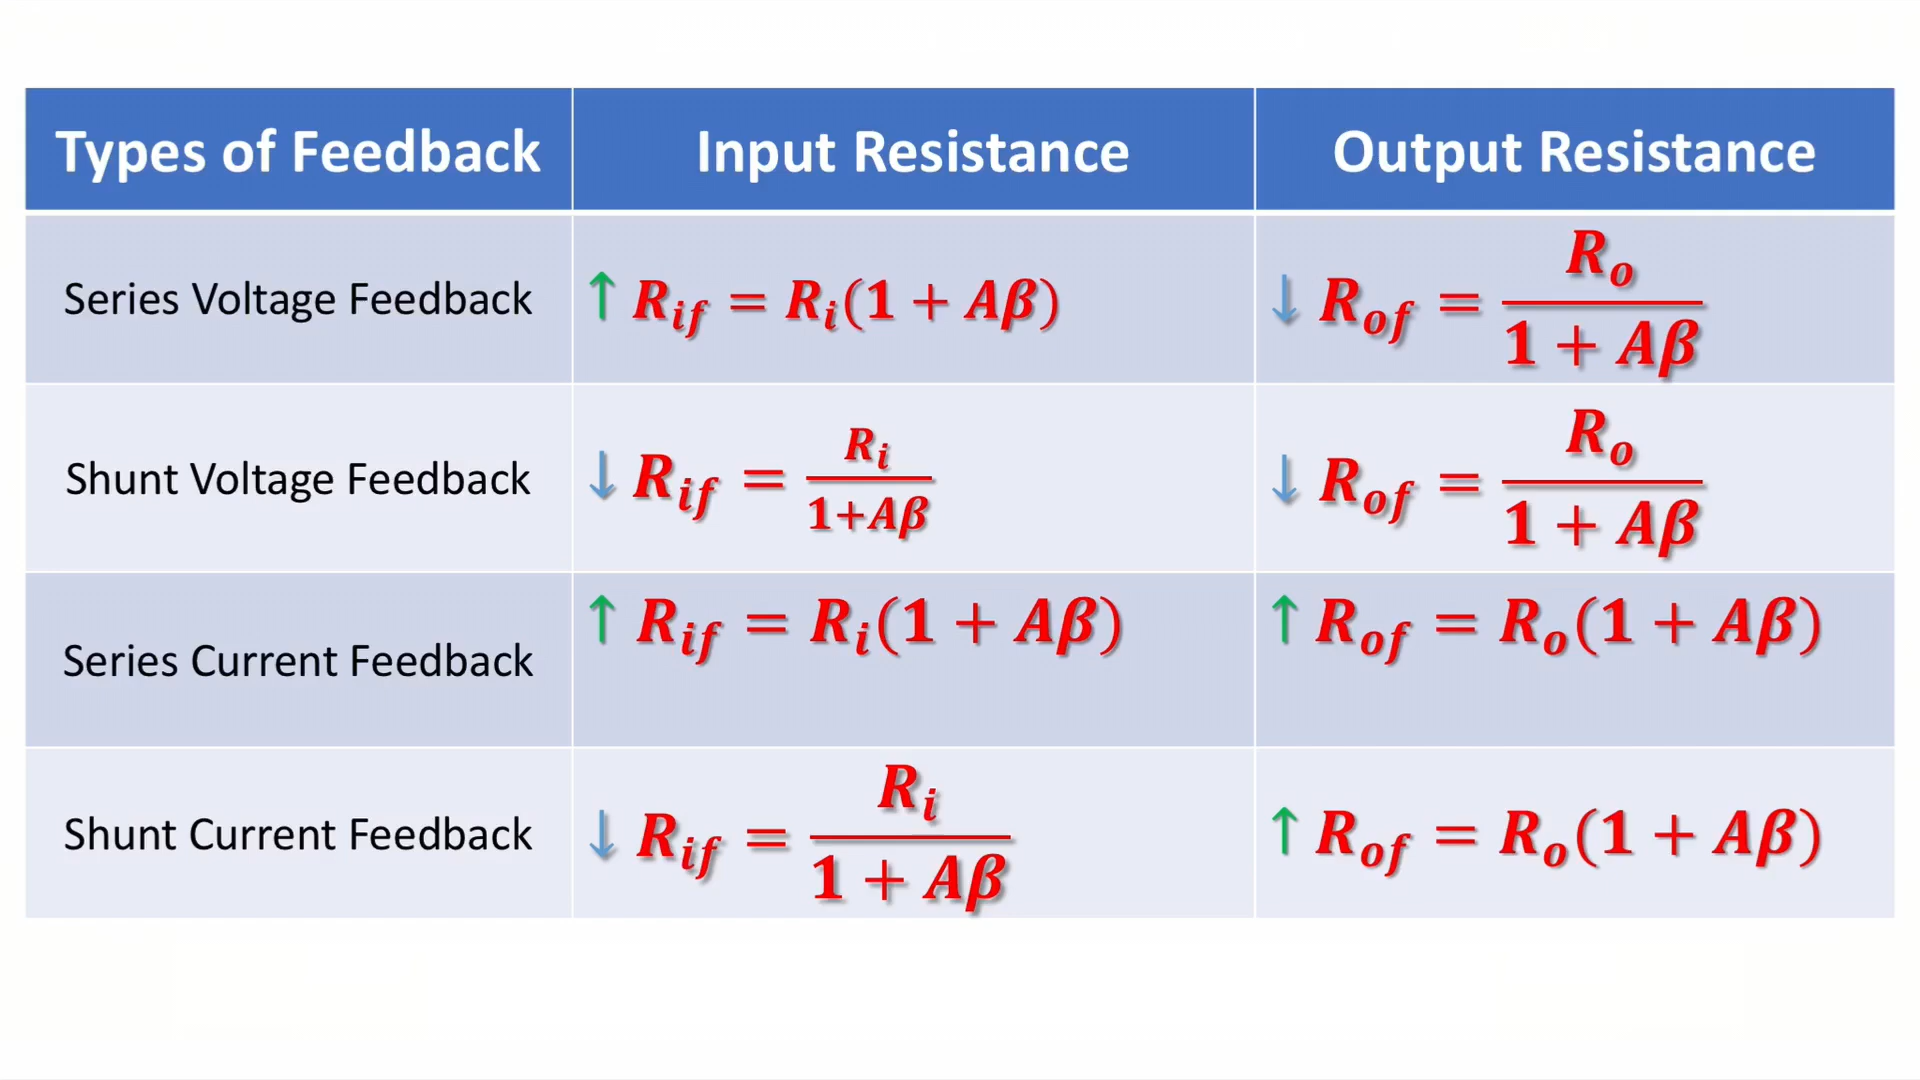 Types of Feedback Input Resistance Output Resistance
Series Voltage Feedback ↑ R_if = R_i(1 + Aβ) ↓ R_of = R_o / (1 + Aβ)
Shunt Voltage Feedback ↓ R_if = R_i / (1+Aβ) ↓ R_of = R_o / (1 + Aβ)
Series Current Feedback ↑ R_if = R_i(1 + Aβ) ↑ R_of = R_o(1 + Aβ)
Shunt Current Feedback ↓ R_if = R_i / (1 + Aβ) ↑ R_of = R_o(1 + Aβ)